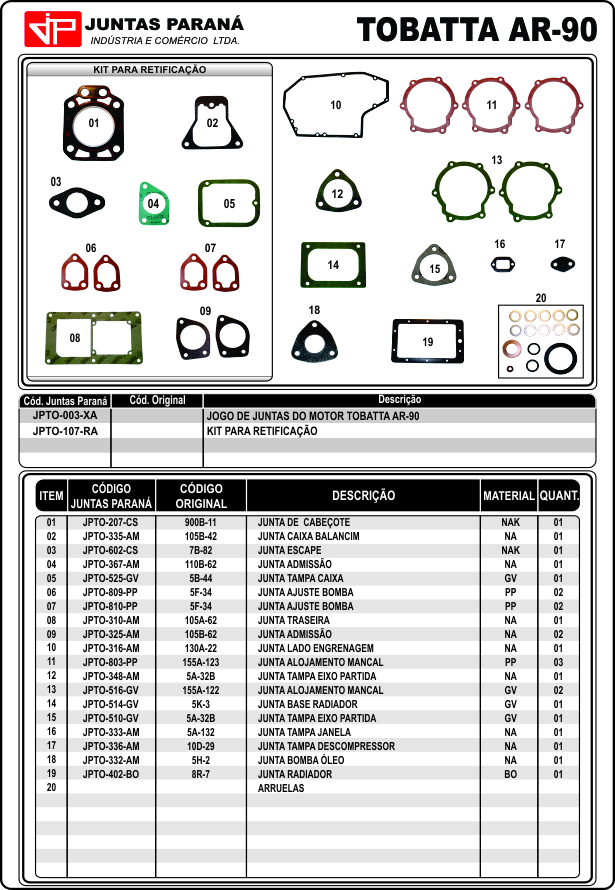 JP JUNTAS PARANÁ
INDÚSTRIA E COMÉRCIO LTDA.
TOBATTA AR-90
KIT PARA RETIFICAÇÃO
01
02
03
04
05
06
07
08
09
10
11
12
13
14
15
16
17
18
19
20
Cód. Juntas Paraná Cód. Original Descrição
JPTO-003-XA JOGO DE JUNTAS DO MOTOR TOBATTA AR-90
JPTO-107-RA KIT PARA RETIFICAÇÃO
ITEM CÓDIGO JUNTAS PARANÁ CÓDIGO ORIGINAL DESCRIÇÃO MATERIAL QUANT.
01 JPTO-207-CS 900B-11 JUNTA DE CABEÇOTE NAK 01
02 JPTO-335-AM 105B-42 JUNTA CAIXA BALANCIM NA 01
03 JPTO-602-CS 7B-82 JUNTA ESCAPE NAK 01
04 JPTO-367-AM 110B-62 JUNTA ADMISSÃO NA 01
05 JPTO-525-GV 5B-44 JUNTA TAMPA CAIXA GV 01
06 JPTO-809-PP 5F-34 JUNTA AJUSTE BOMBA PP 02
07 JPTO-810-PP 5F-34 JUNTA AJUSTE BOMBA PP 02
08 JPTO-310-AM 105A-62 JUNTA TRASEIRA NA 01
09 JPTO-325-AM 105B-62 JUNTA ADMISSÃO NA 02
10 JPTO-316-AM 130A-22 JUNTA LADO ENGRENAGEM NA 01
11 JPTO-803-PP 155A-123 JUNTA ALOJAMENTO MANCAL PP 03
12 JPTO-348-AM 5A-32B JUNTA TAMPA EIXO PARTIDA NA 01
13 JPTO-516-GV 155A-122 JUNTA ALOJAMENTO MANCAL GV 02
14 JPTO-514-GV 5K-3 JUNTA BASE RADIADOR GV 01
15 JPTO-510-GV 5A-32B JUNTA TAMPA EIXO PARTIDA GV 01
16 JPTO-333-AM 5A-132 JUNTA TAMPA JANELA NA 01
17 JPTO-336-AM 10D-29 JUNTA TAMPA DESCOMPRESSOR NA 01
18 JPTO-332-AM 5H-2 JUNTA BOMBA ÓLEO NA 01
19 JPTO-402-BO 8R-7 JUNTA RADIADOR BO 01
20 ARRUELAS